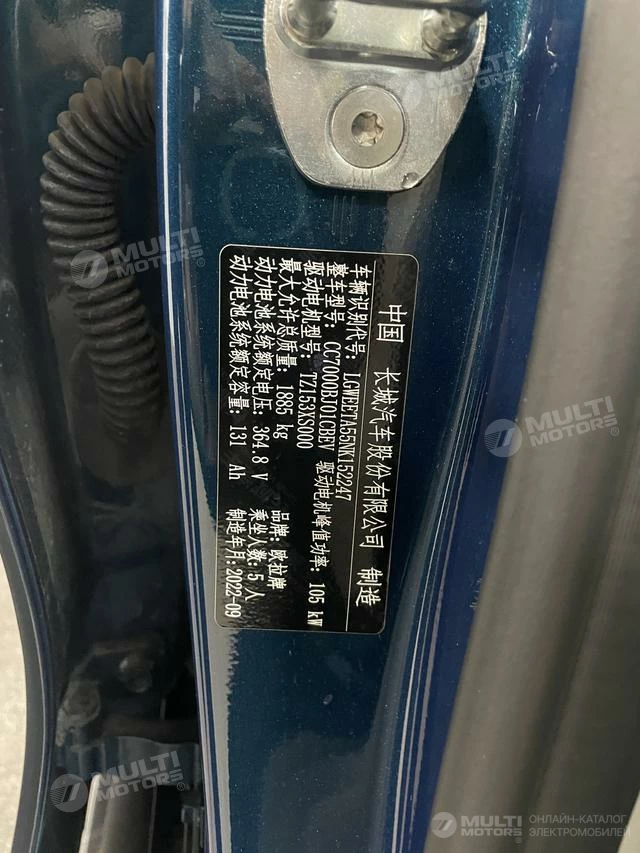 中国 长城汽车股份有限公司 制造
车辆识别代号: LGWEETA55NK152247
整车型号: CC7000BJ01CBEV 驱动电机峰值功率: 105 kW
驱动电机型号: TZ153XS000
最大允许总质量: 1885 kg 品牌: 欧拉牌
动力电池系统额定电压: 364.8 V 乘坐人数: 5 人
动力电池系统额定容量: 131 Ah 制造年月: 2022-09
MULTI MOTORS®
MULTI MOTORS®
MULTI MOTORS®
MULTI MOTORS®
MULTI MOTORS®
MULTI MOTORS®
ОНЛАЙН-КАТАЛОГ
ЭЛЕКТРОМОБИЛЕЙ